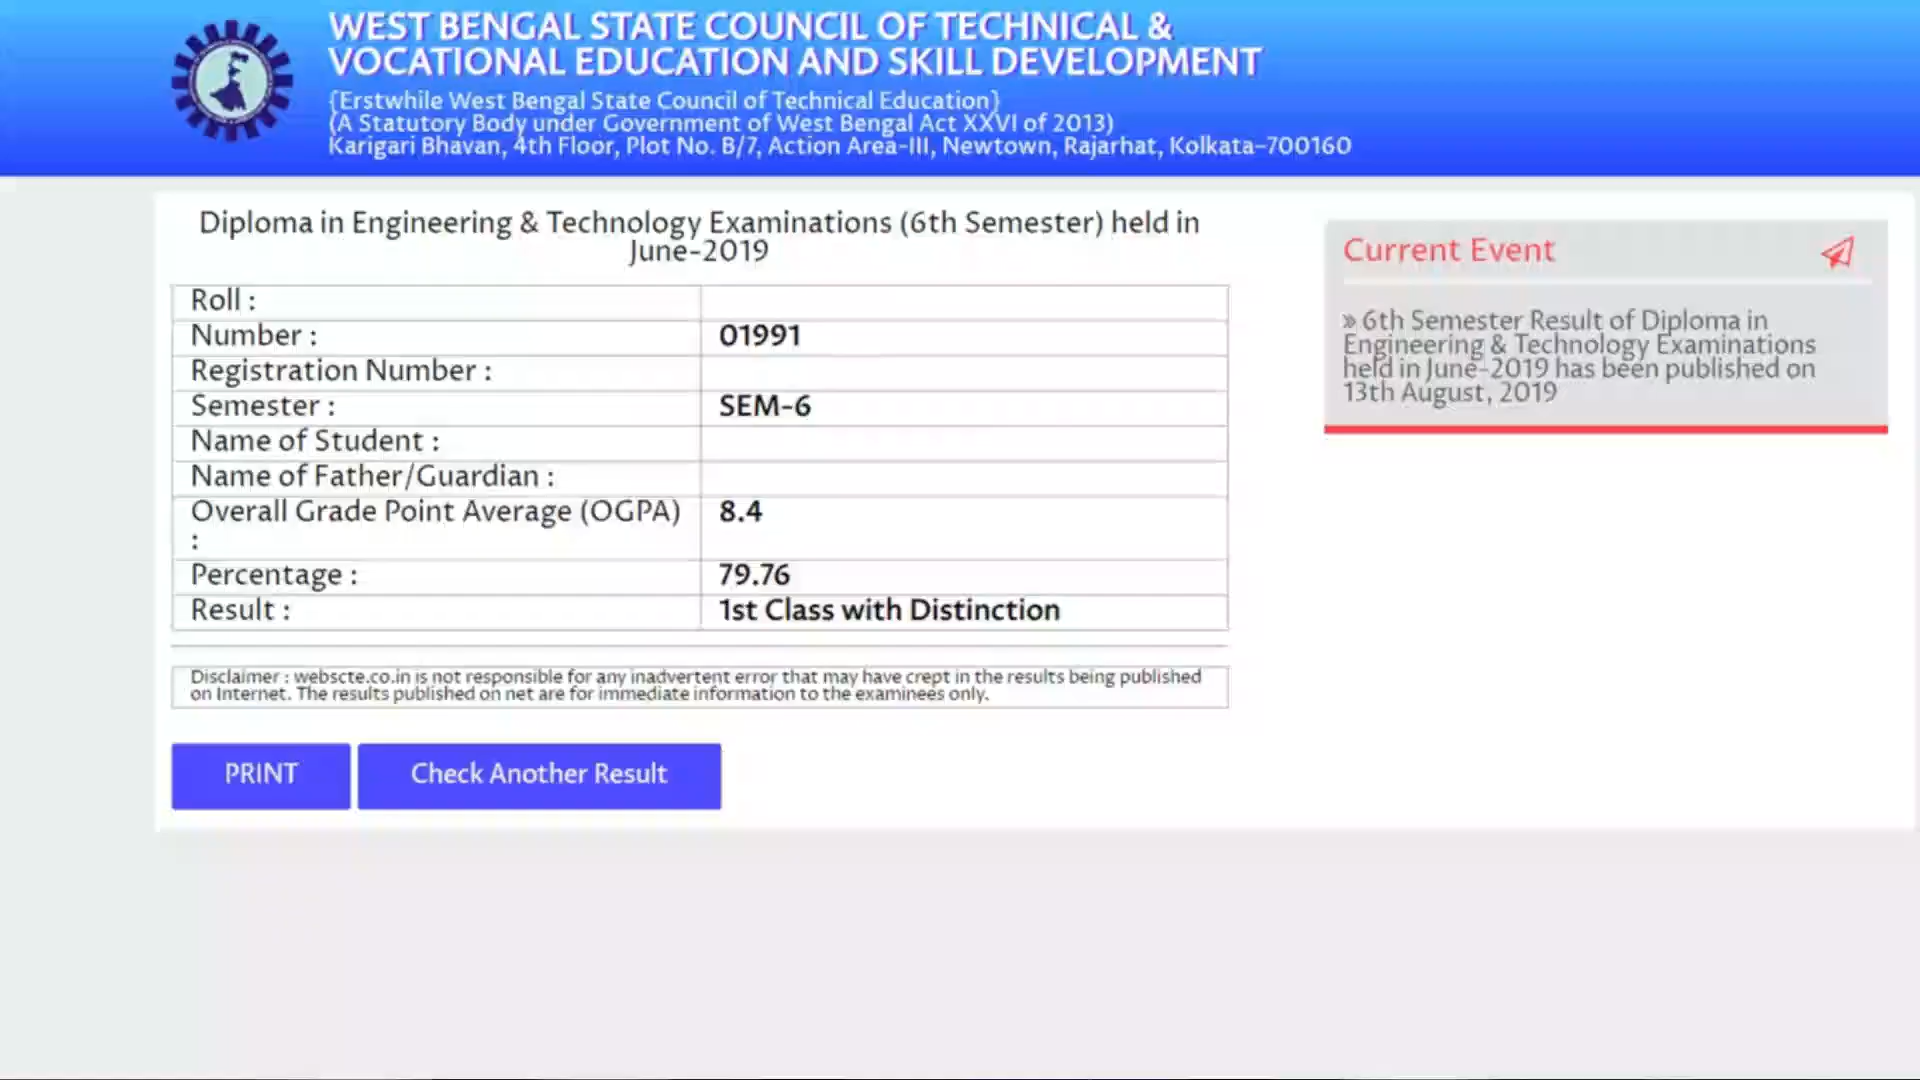 WEST BENGAL STATE COUNCIL OF TECHNICAL &
VOCATIONAL EDUCATION AND SKILL DEVELOPMENT
{Erstwhile West Bengal State Council of Technical Education}
(A Statutory Body under Government of West Bengal Act XXVI of 2013)
Karigari Bhavan, 4th Floor, Plot No. B/7, Action Area-III, Newtown, Rajarhat, Kolkata-700160
Diploma in Engineering & Technology Examinations (6th Semester) held in
June-2019
Roll :
Number : 01991
Registration Number :
Semester : SEM-6
Name of Student :
Name of Father/Guardian :
Overall Grade Point Average (OGPA) 8.4
:
Percentage : 79.76
Result : 1st Class with Distinction
Disclaimer : webscte.co.in is not responsible for any inadvertent error that may have crept in the results being published
on Internet. The results published on net are for immediate information to the examinees only.
PRINT
Check Another Result
Current Event
» 6th Semester Result of Diploma in
Engineering & Technology Examinations
held in June-2019 has been published on
13th August, 2019